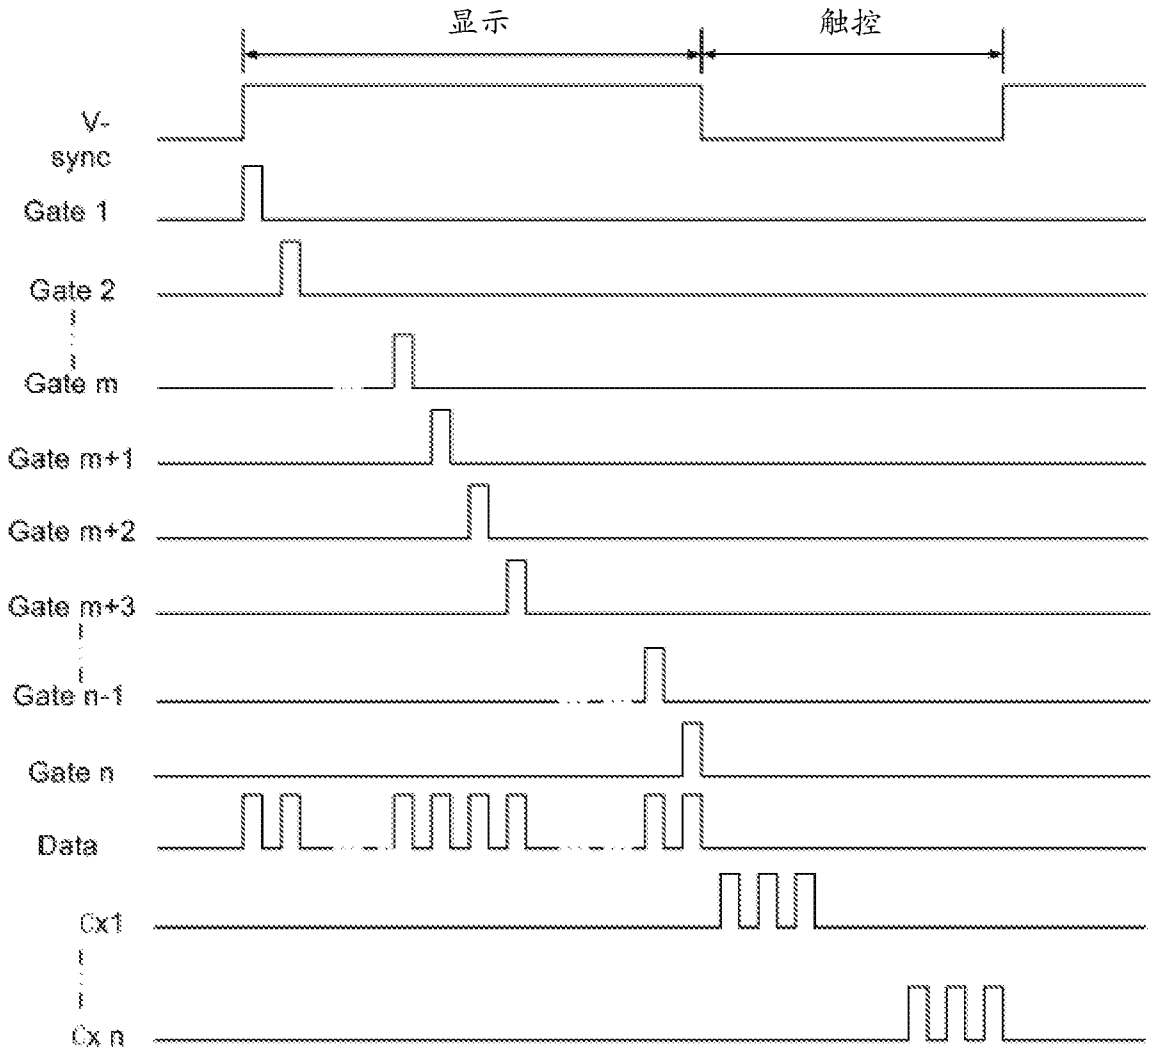 显示
触控
V-
sync
Gate 1
Gate 2
Gate m
Gate m+1
Gate m+2
Gate m+3
Gate n-1
Gate n
Data
Cx1
Cx n